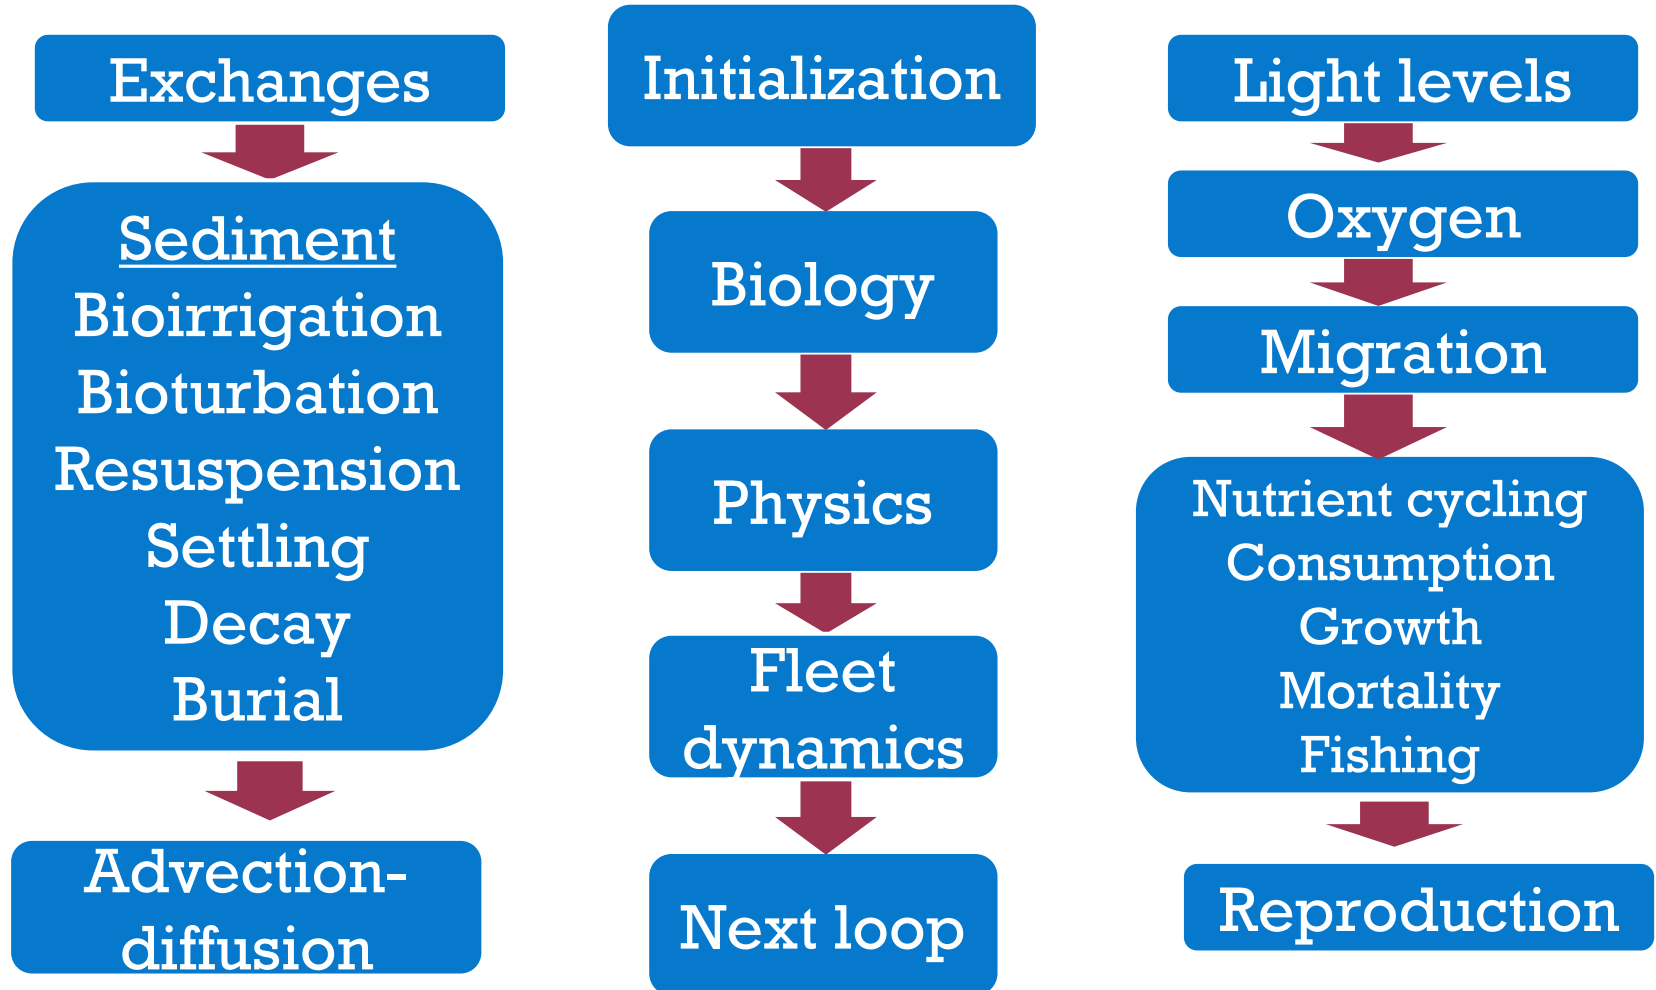 Exchanges
Sediment
Bioirrigation
Bioturbation
Resuspension
Settling
Decay
Burial
Advection-
diffusion
Initialization
Biology
Physics
Fleet
dynamics
Next loop
Light levels
Oxygen
Migration
Nutrient cycling
Consumption
Growth
Mortality
Fishing
Reproduction